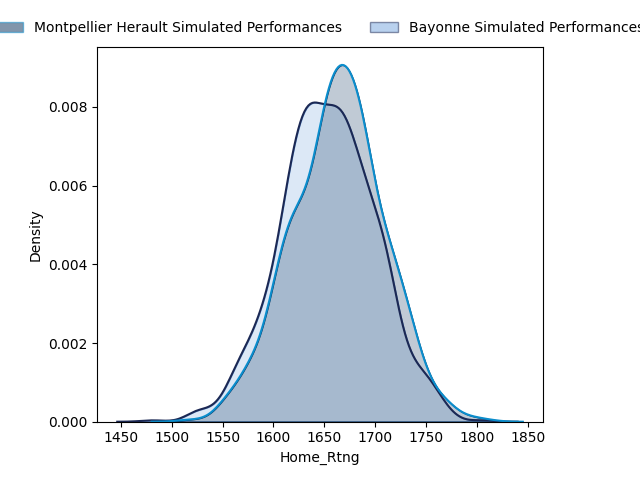 Montpellier Herault Simulated Performances Bayonne Simulated Performances
0.008
0.006
0.004
0.002
0.000
Density
1450 1500 1550 1600 1650 1700 1750 1800 1850
Home_Rtng